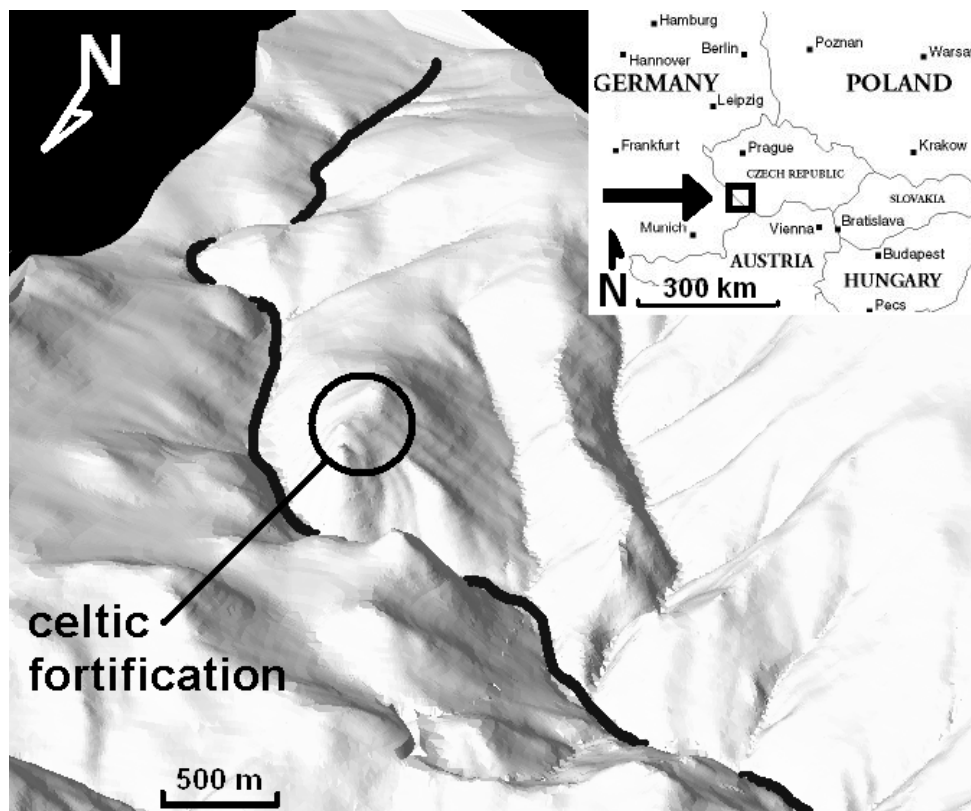 N
Hamburg
Hannover
Berlin
Poznan
Warsa
GERMANY
POLAND
Leipzig
Frankfurt
Prague
Krakow
CZECH REPUBLIC
SLOVAKIA
Munich
Vienna
Bratislava
AUSTRIA
Budapest
HUNGARY
N
300 km
Pecs
celtic
fortification
500 m